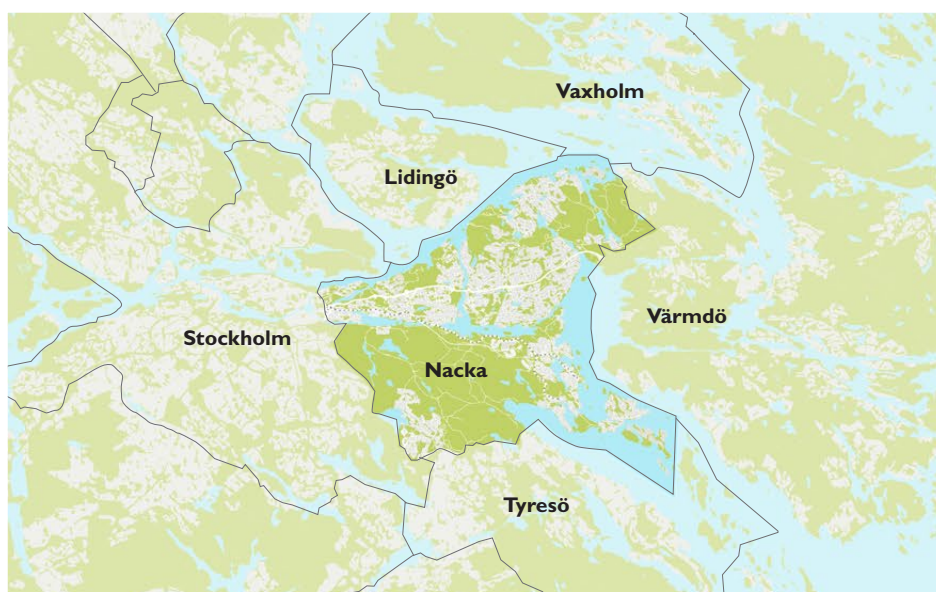 Vaxholm
Lidingö
Värmdö
Stockholm
Nacka
Tyresö